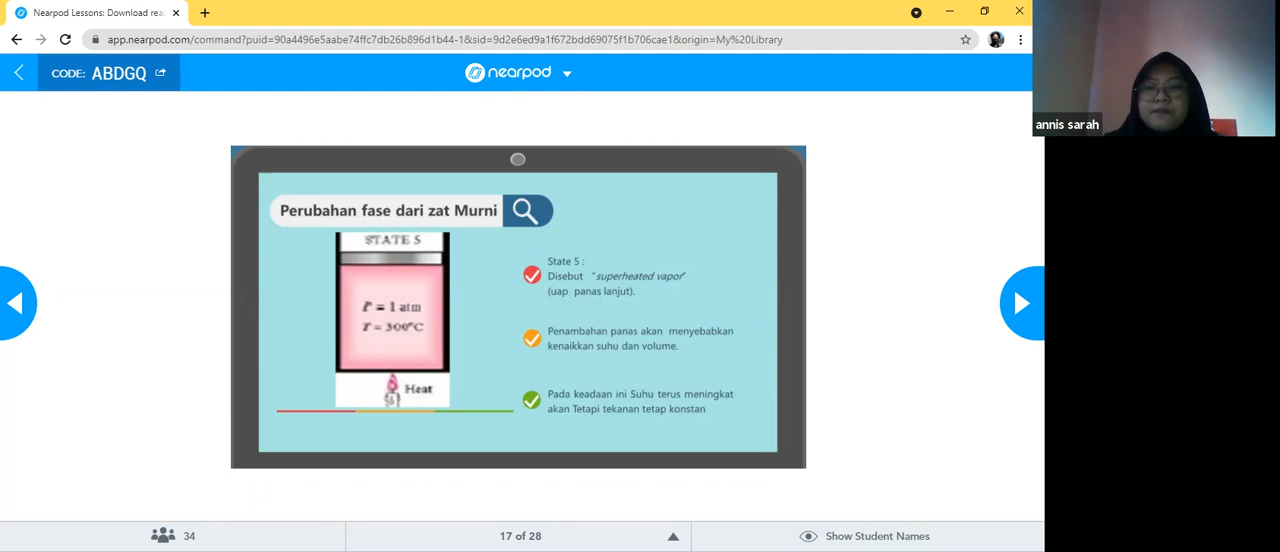 Nearpod Lessons: Download rea
app.nearpod.com/command?puid=90a4496e5aabe74ffc7db26b896d1b44-1&sid=9d2e6ed9a1f672bdd69075f1b706cae1&origin=My%20Library
CODE: ABDGQ
nearpod
annis sarah
Perubahan fase dari zat Murni
STATE 5
P = 1 atm
T = 300°C
Heat
State 5 :
Disebut “superheated vapor”
(uap panas lanjut).
Penambahan panas akan menyebabkan
kenaikkan suhu dan volume.
Pada keadaan ini Suhu terus meningkat
akan Tetapi tekanan tetap konstan
34
17 of 28
Show Student Names